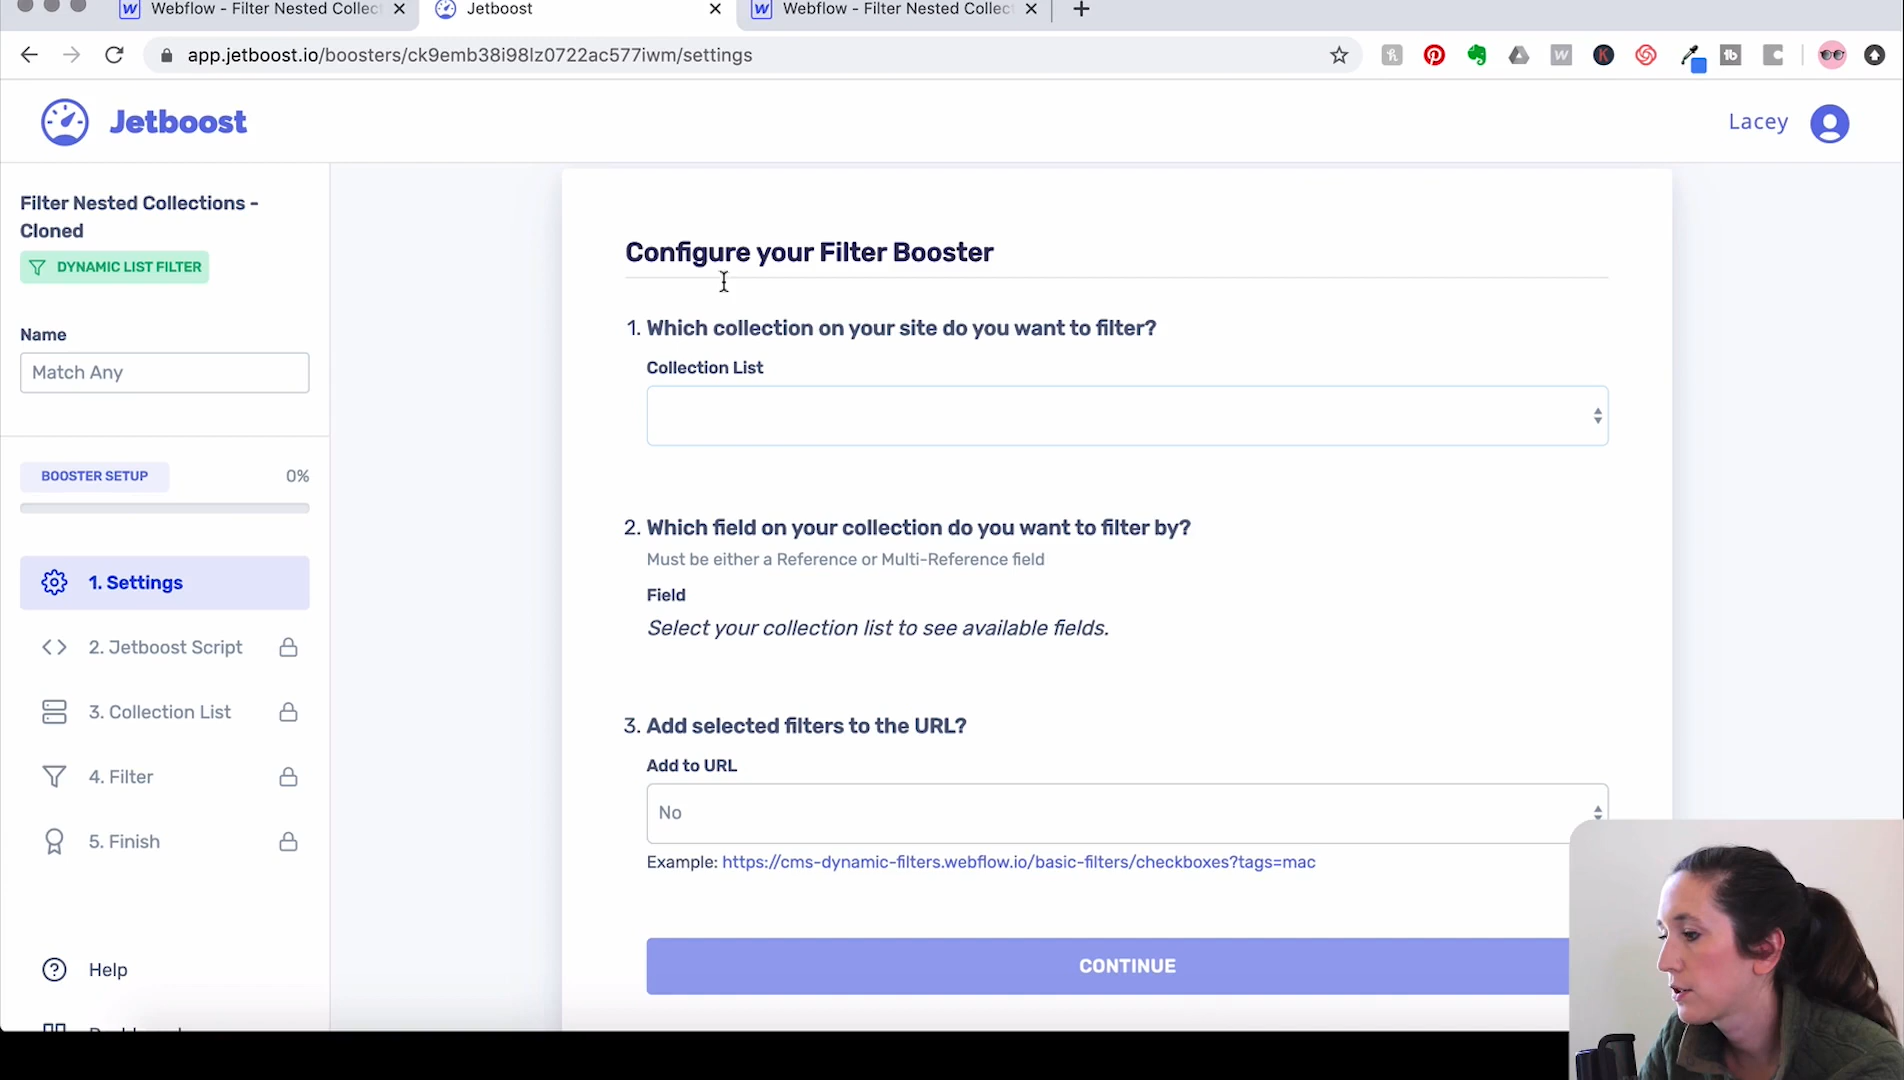 Webflow - Filter Nested Collec
Jetboost
Webflow - Filter Nested Collec
app.jetboost.io/boosters/ck9emb38i98lz0722ac577iwm/settings
Jetboost
Lacey
Filter Nested Collections -
Cloned
DYNAMIC LIST FILTER
Name
Match Any
BOOSTER SETUP 0%
1. Settings
2. Jetboost Script
3. Collection List
4. Filter
5. Finish
Help
Configure your Filter Booster
1. Which collection on your site do you want to filter?
Collection List
2. Which field on your collection do you want to filter by?
Must be either a Reference or Multi-Reference field
Field
Select your collection list to see available fields.
3. Add selected filters to the URL?
Add to URL
No
Example: https://cms-dynamic-filters.webflow.io/basic-filters/checkboxes?tags=mac
CONTINUE